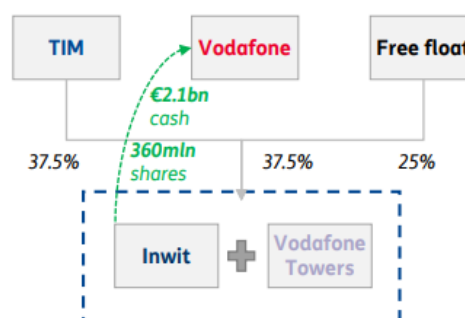 TIM
Vodafone
Free float
€2.1bn
cash
37.5%
360mln
shares
37.5%
25%
Inwit
Vodafone
Towers